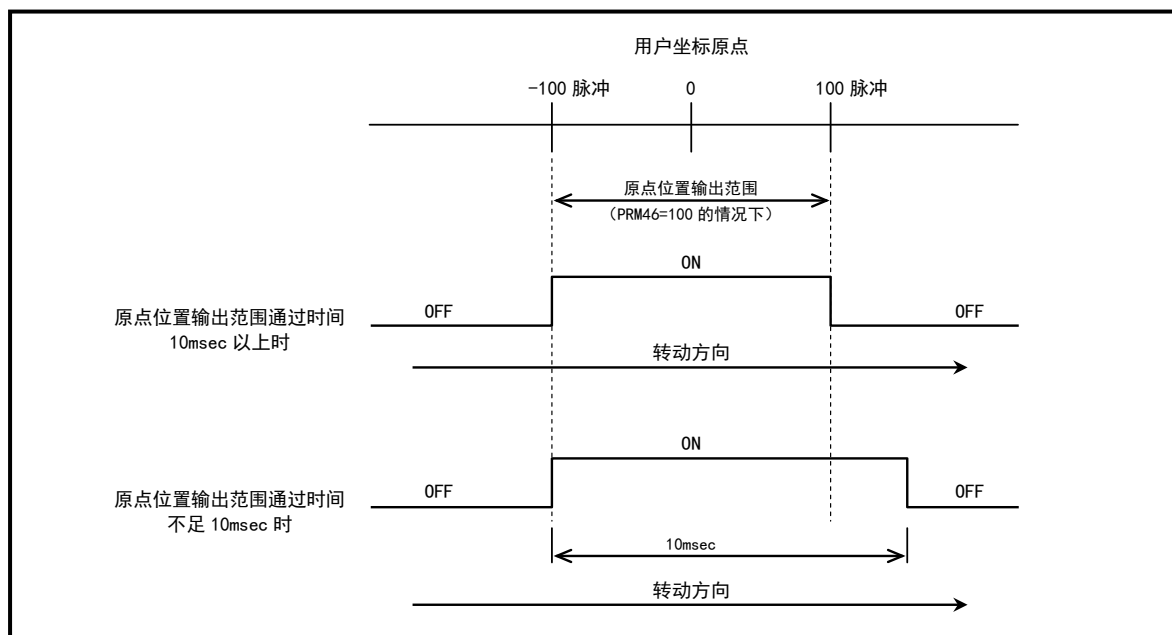 用户坐标原点
-100 脉冲
0
100 脉冲
原点位置输出范围
(PRM46=100 的情况下)
ON
OFF
OFF
原点位置输出范围通过时间
10msec 以上时
转动方向
ON
OFF
OFF
原点位置输出范围通过时间
不足 10msec 时
10msec
转动方向